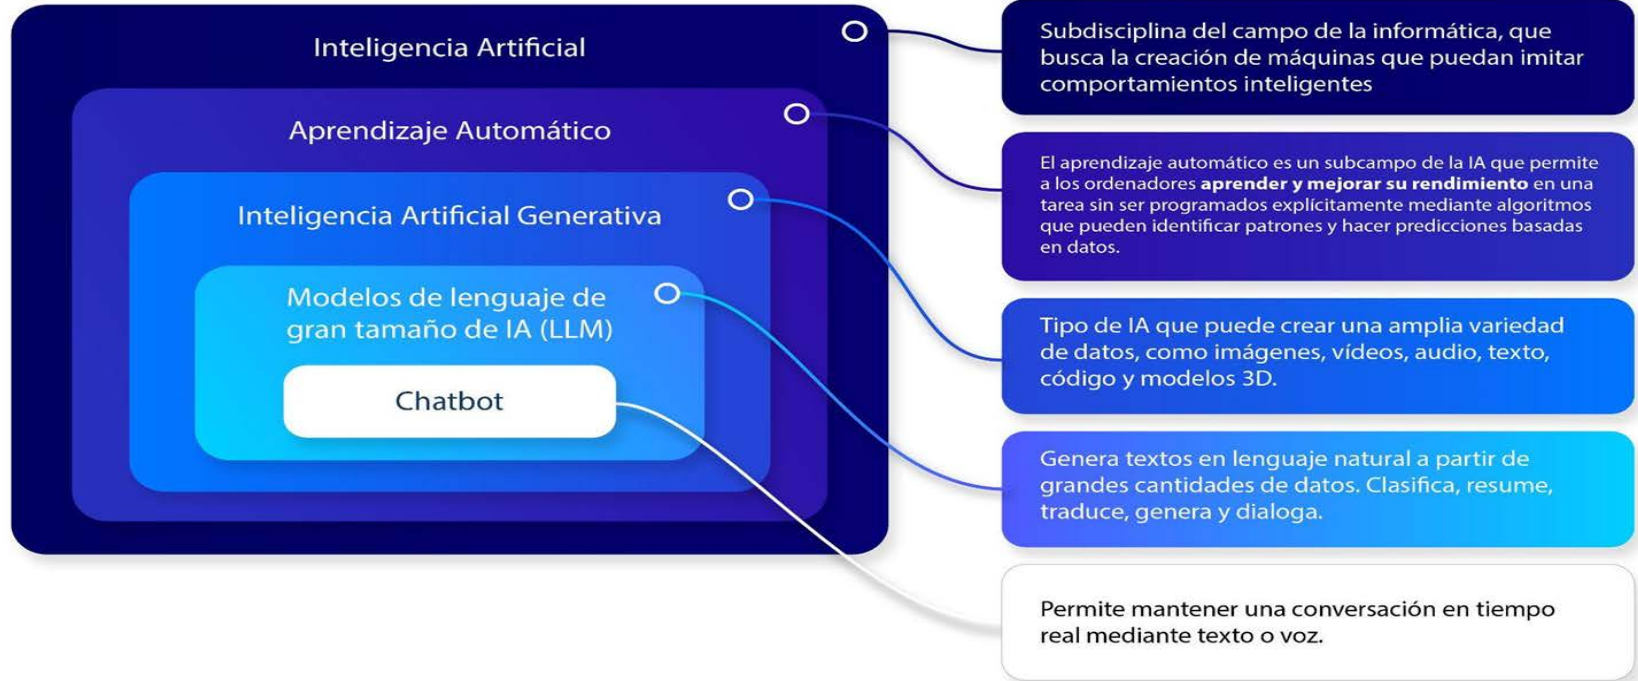 Inteligencia Artificial
Aprendizaje Automático
Inteligencia Artificial Generativa
Modelos de lenguaje de
gran tamaño de IA (LLM)
Chatbot
Subdisciplina del campo de la informática, que
busca la creación de máquinas que puedan imitar
comportamientos inteligentes
El aprendizaje automático es un subcampo de la IA que permite
a los ordenadores aprender y mejorar su rendimiento en una
tarea sin ser programados explícitamente mediante algoritmos
que pueden identificar patrones y hacer predicciones basadas
en datos.
Tipo de IA que puede crear una amplia variedad
de datos, como imágenes, vídeos, audio, texto,
código y modelos 3D.
Genera textos en lenguaje natural a partir de
grandes cantidades de datos. Clasifica, resume,
traduce, genera y dialoga.
Permite mantener una conversación en tiempo
real mediante texto o voz.